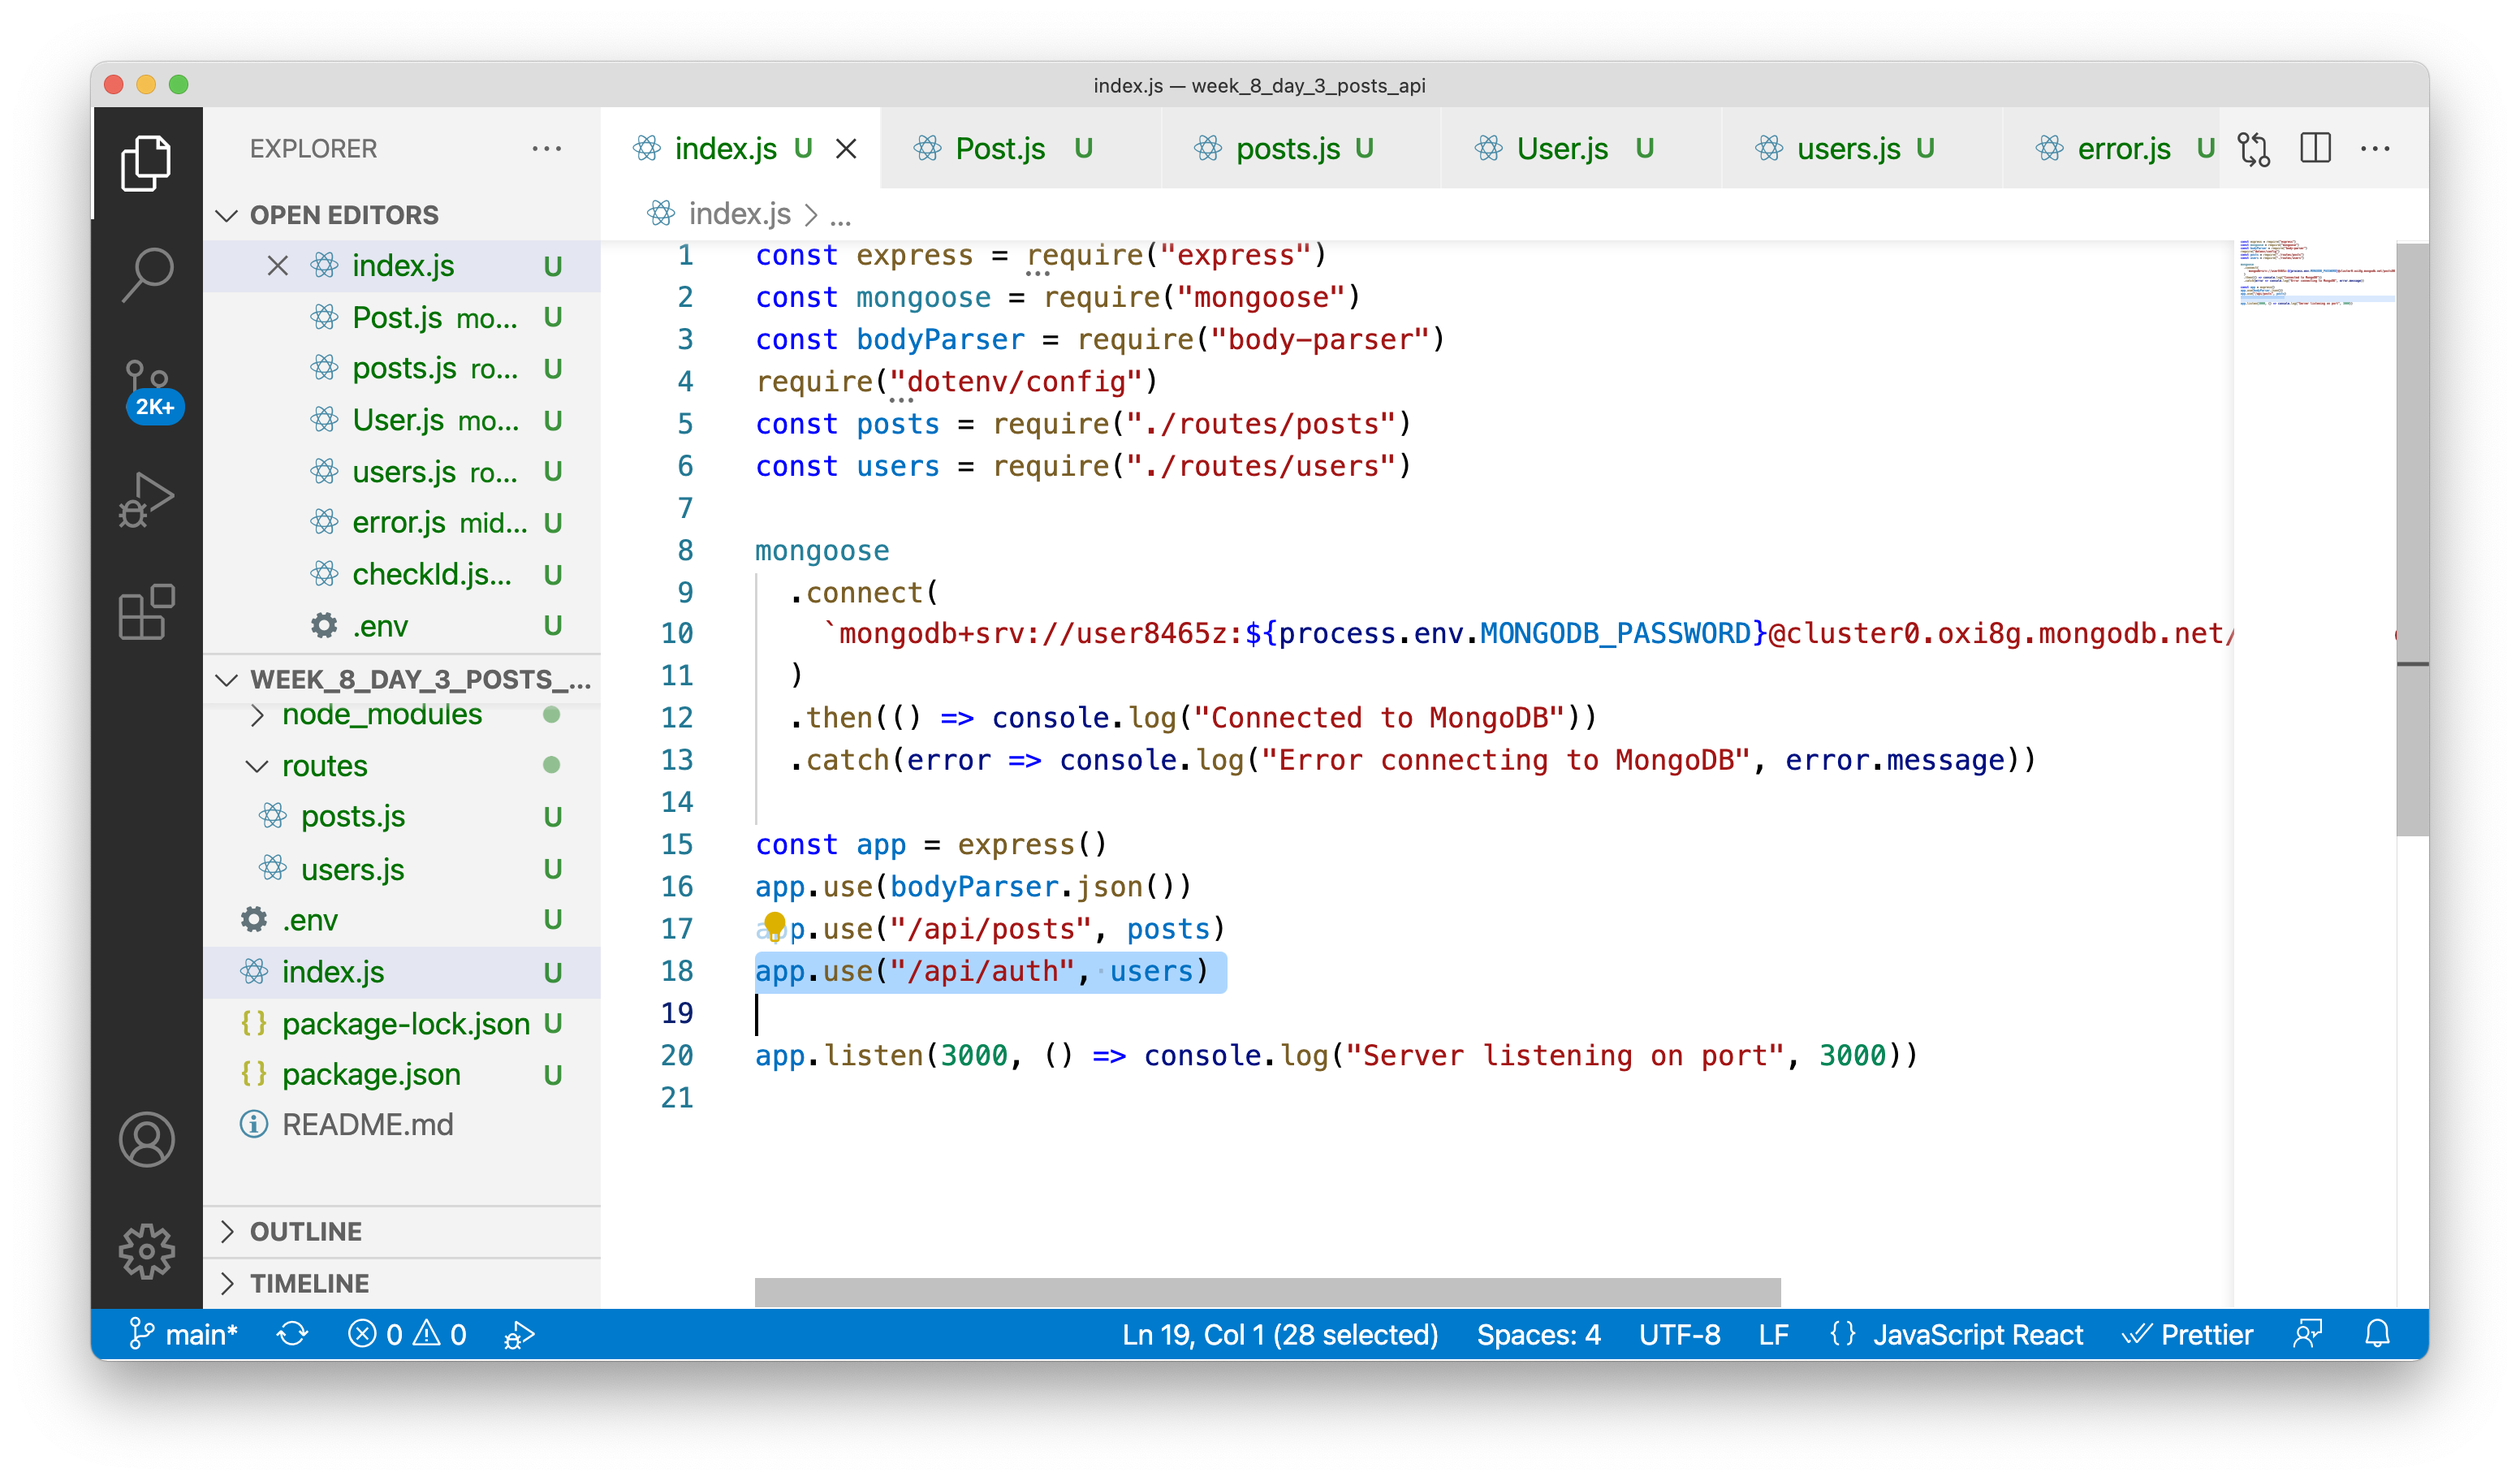 index.js — week_8_day_3_posts_api
EXPLORER
index.js U
Post.js U
posts.js U
User.js U
users.js U
error.js U
OPEN EDITORS
index.js U
Post.js mo... U
posts.js ro... U
User.js mo... U
users.js ro... U
error.js mid... U
checkId.js... U
.env U
WEEK_8_DAY_3_POSTS_...
node_modules
routes
posts.js U
users.js U
.env U
index.js U
package-lock.json U
package.json U
README.md
OUTLINE
TIMELINE
2K+
index.js > ...
1 const express = require("express")
2 const mongoose = require("mongoose")
3 const bodyParser = require("body-parser")
4 require("dotenv/config")
5 const posts = require("./routes/posts")
6 const users = require("./routes/users")
7
8 mongoose
9 .connect(
10 `mongodb+srv://user8465z:${process.env.MONGODB_PASSWORD}@cluster0.oxi8g.mongodb.net/
11 )
12 .then(() => console.log("Connected to MongoDB"))
13 .catch(error => console.log("Error connecting to MongoDB", error.message))
14
15 const app = express()
16 app.use(bodyParser.json())
17 app.use("/api/posts", posts)
18 app.use("/api/auth", users)
19
20 app.listen(3000, () => console.log("Server listening on port", 3000))
21
main* 0 0 Ln 19, Col 1 (28 selected) Spaces: 4 UTF-8 LF {} JavaScript React Prettier